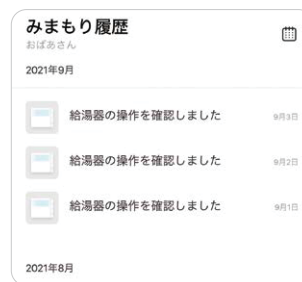 みまもり履歴
おばあさん
2021年9月
給湯器の操作を確認しました 9月3日
給湯器の操作を確認しました 9月2日
給湯器の操作を確認しました 9月1日
2021年8月